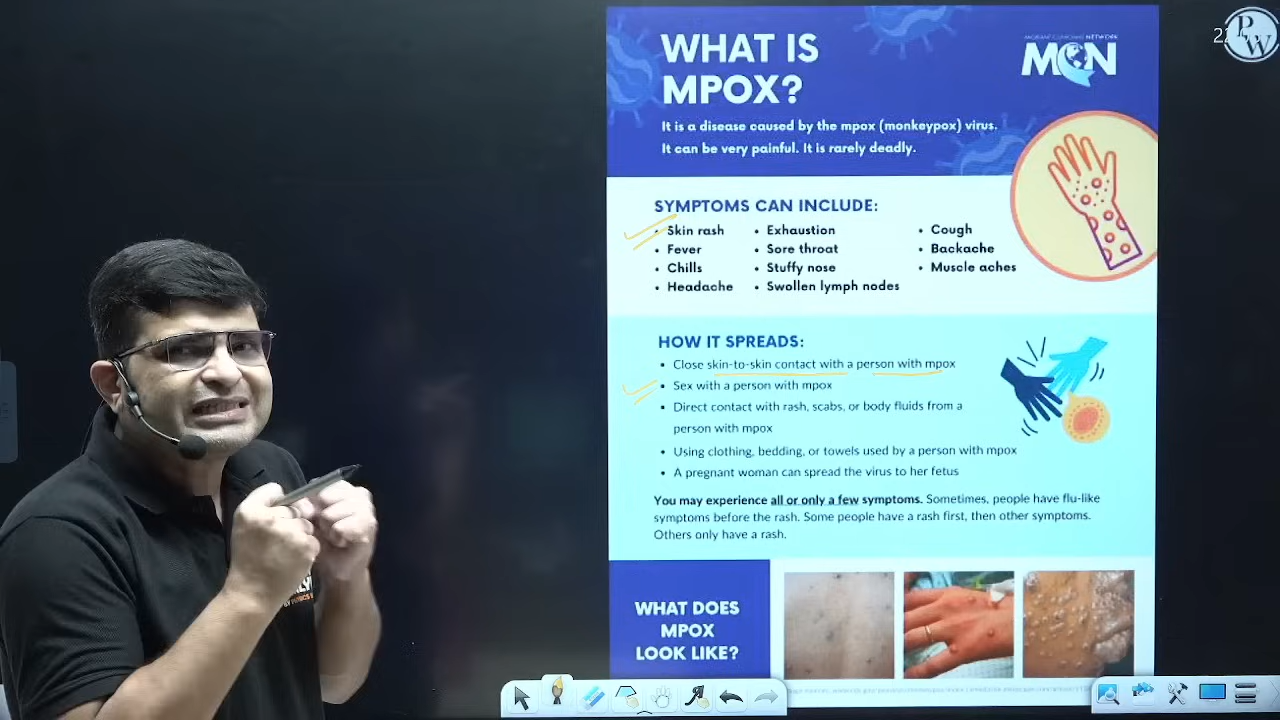 WHAT IS
MPOX?
MIGRANT CLINICIANS NETWORK
MCN
PW
It is a disease caused by the mpox (monkeypox) virus.
It can be very painful. It is rarely deadly.
SYMPTOMS CAN INCLUDE:
• Skin rash
• Fever
• Chills
• Headache
• Exhaustion
• Sore throat
• Stuffy nose
• Swollen lymph nodes
• Cough
• Backache
• Muscle aches
HOW IT SPREADS:
• Close skin-to-skin contact with a person with mpox
• Sex with a person with mpox
• Direct contact with rash, scabs, or body fluids from a
person with mpox
• Using clothing, bedding, or towels used by a person with mpox
• A pregnant woman can spread the virus to her fetus
You may experience all or only a few symptoms. Sometimes, people have flu-like
symptoms before the rash. Some people have a rash first, then other symptoms.
Others only have a rash.
WHAT DOES
MPOX
LOOK LIKE?